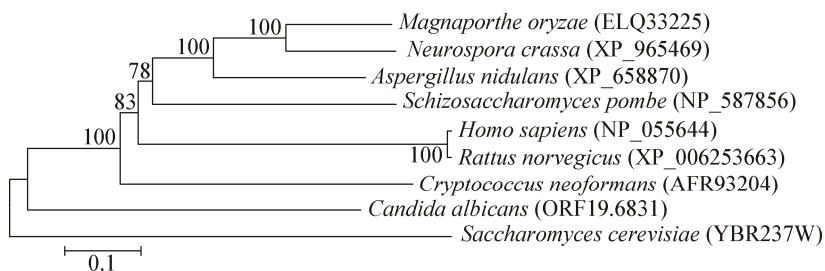 100
Magnaporthe oryzae (ELQ33225)
100
Neurospora crassa (XP_965469)
78
Aspergillus nidulans (XP_658870)
83
Schizosaccharomyces pombe (NP_587856)
100
Homo sapiens (NP_055644)
100
Rattus norvegicus (XP_006253663)
Cryptococcus neoformans (AFR93204)
Candida albicans (ORF19.6831)
Saccharomyces cerevisiae (YBR237W)
0.1